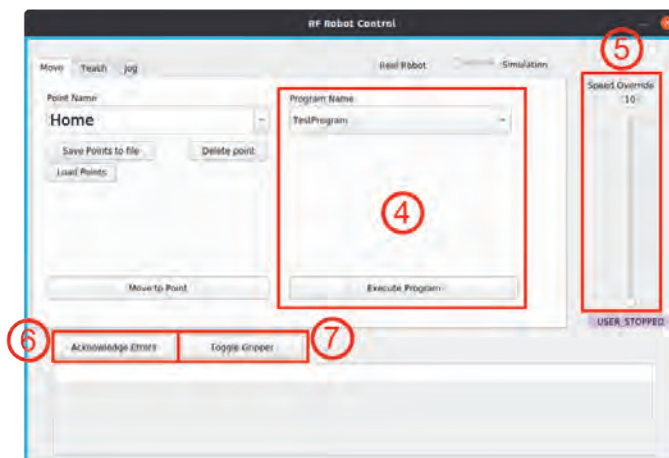 RF Robot Control
5
Move Teach Jog Real Robot Simulation
Speed Override
10
Point Name
Program Name
Home
TestProgram
Save Points to file Delete point
Load Points
4
Move to Point
Execute Program
USER_STOPPED
6
Acknowledge Errors
Toggle Gripper
7